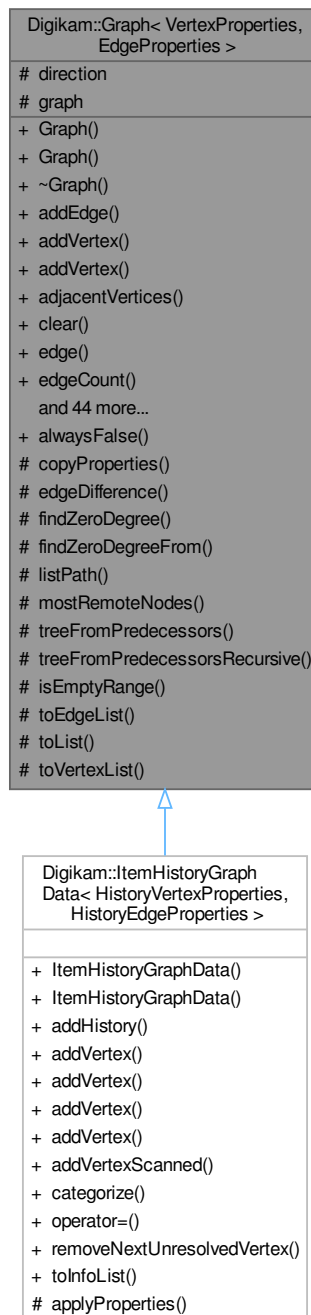 Digikam::Graph< VertexProperties,
EdgeProperties >
# direction
# graph
+ Graph()
+ Graph()
+ ~Graph()
+ addEdge()
+ addVertex()
+ addVertex()
+ adjacentVertices()
+ clear()
+ edge()
+ edgeCount()
and 44 more...
+ alwaysFalse()
# copyProperties()
# edgeDifference()
# findZeroDegree()
# findZeroDegreeFrom()
# listPath()
# mostRemoteNodes()
# treeFromPredecessors()
# treeFromPredecessorsRecursive()
# isEmptyRange()
# toEdgeList()
# toList()
# toVertexList()
Digikam::ItemHistoryGraph
Data< HistoryVertexProperties,
HistoryEdgeProperties >
+ ItemHistoryGraphData()
+ ItemHistoryGraphData()
+ addHistory()
+ addVertex()
+ addVertex()
+ addVertex()
+ addVertex()
+ addVertexScanned()
+ categorize()
+ operator=()
+ removeNextUnresolvedVertex()
+ toInfoList()
# applyProperties()